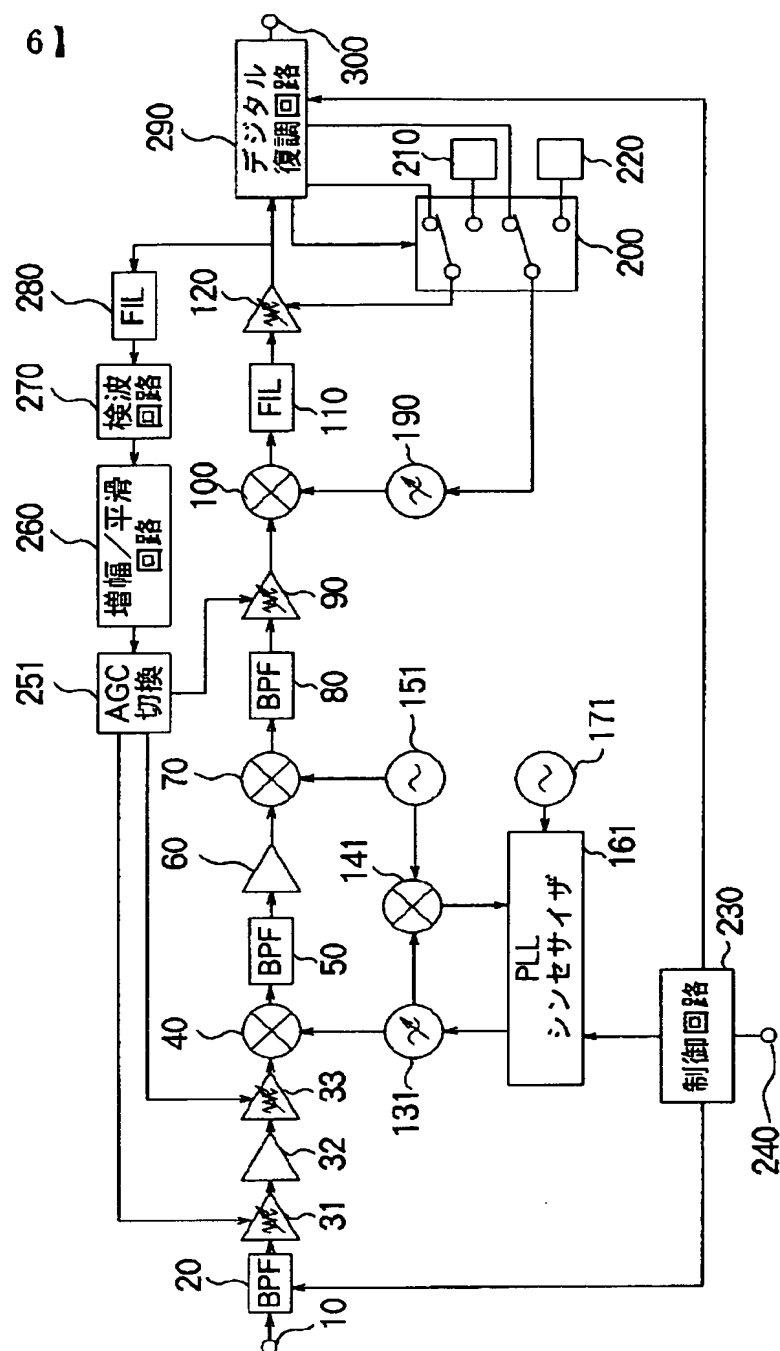 6】
10
20
BPF
31
32
33
40
BPF
50
60
70
BPF
80
90
100
FIL
110
120
デジタル
復調回路
290
300
280
FIL
270
検波
回路
260
増幅/平滑
回路
251
AGC
切換
131
141
151
PLL
シンセサイザ
161
171
190
200
210
220
制御回路
230
240